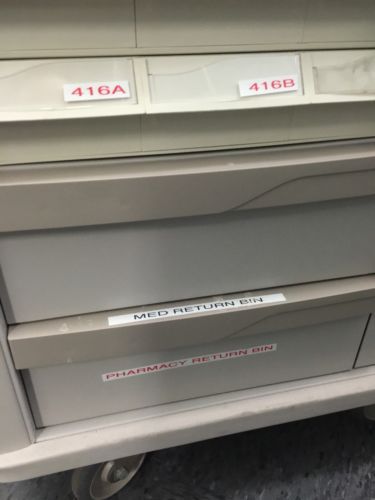 416A
416B
MED RETURN BIN
PHARMACY RETURN BIN